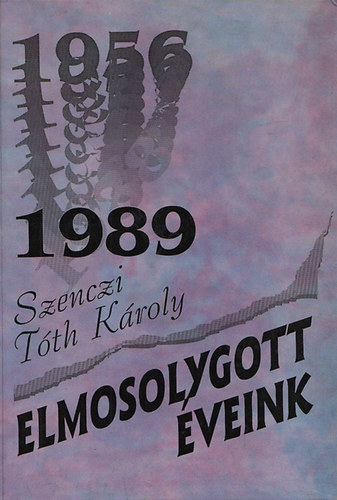 1956
1989
Szenczi
Tóth Károly
ELMOSOLYGOTT
ÉVEINK